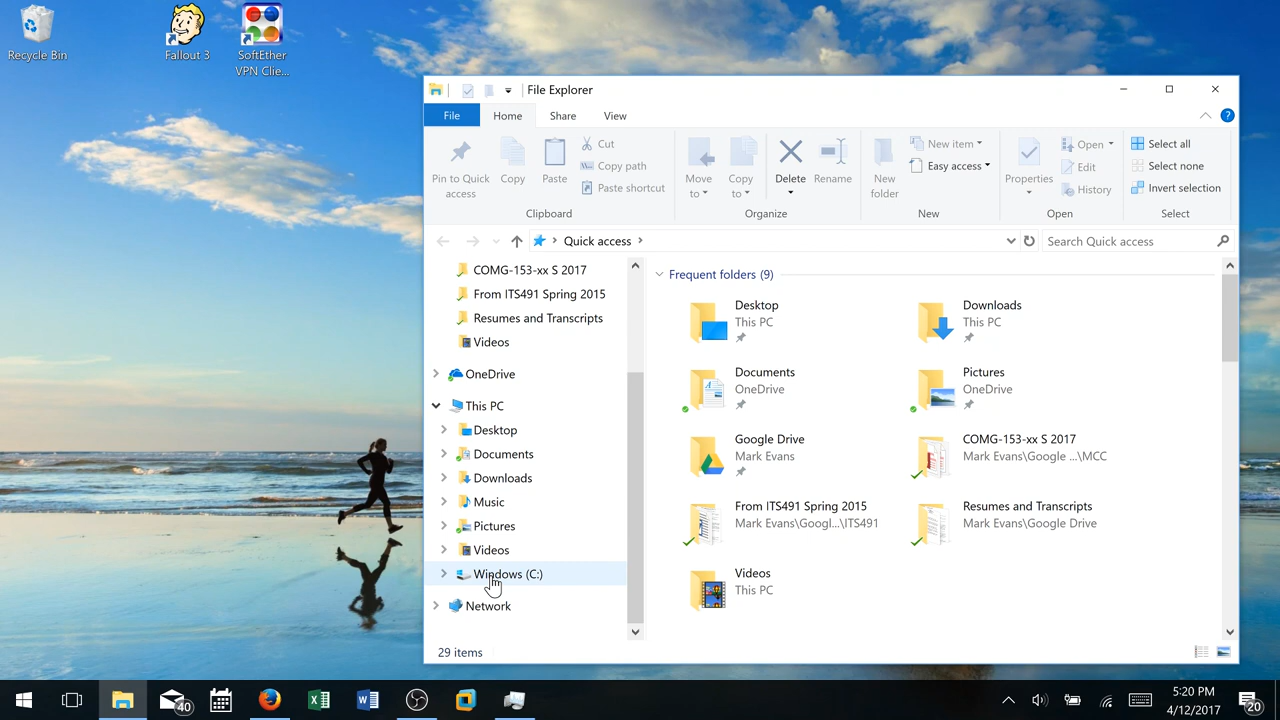 Recycle Bin
Fallout 3
SoftEther
VPN Clie...
File Explorer
File
Home
Share
View
?
Pin to Quick
access
Copy
Paste
Cut
Copy path
Paste shortcut
Clipboard
Move
to
Copy
to
Delete
Rename
Organize
New
folder
New item
Easy access
New
Properties
Open
Edit
History
Open
Select all
Select none
Invert selection
Select
Quick access
Search Quick access
COMG-153-xx S 2017
From ITS491 Spring 2015
Resumes and Transcripts
Videos
OneDrive
This PC
Desktop
Documents
Downloads
Music
Pictures
Videos
Windows (C:)
Network
Frequent folders (9)
Desktop
This PC
Downloads
This PC
Documents
OneDrive
Pictures
OneDrive
Google Drive
Mark Evans
COMG-153-xx S 2017
Mark Evans\Google ...\MCC
From ITS491 Spring 2015
Mark Evans\Googl...\ITS491
Resumes and Transcripts
Mark Evans\Google Drive
Videos
This PC
29 items
40
5:20 PM
4/12/2017
20